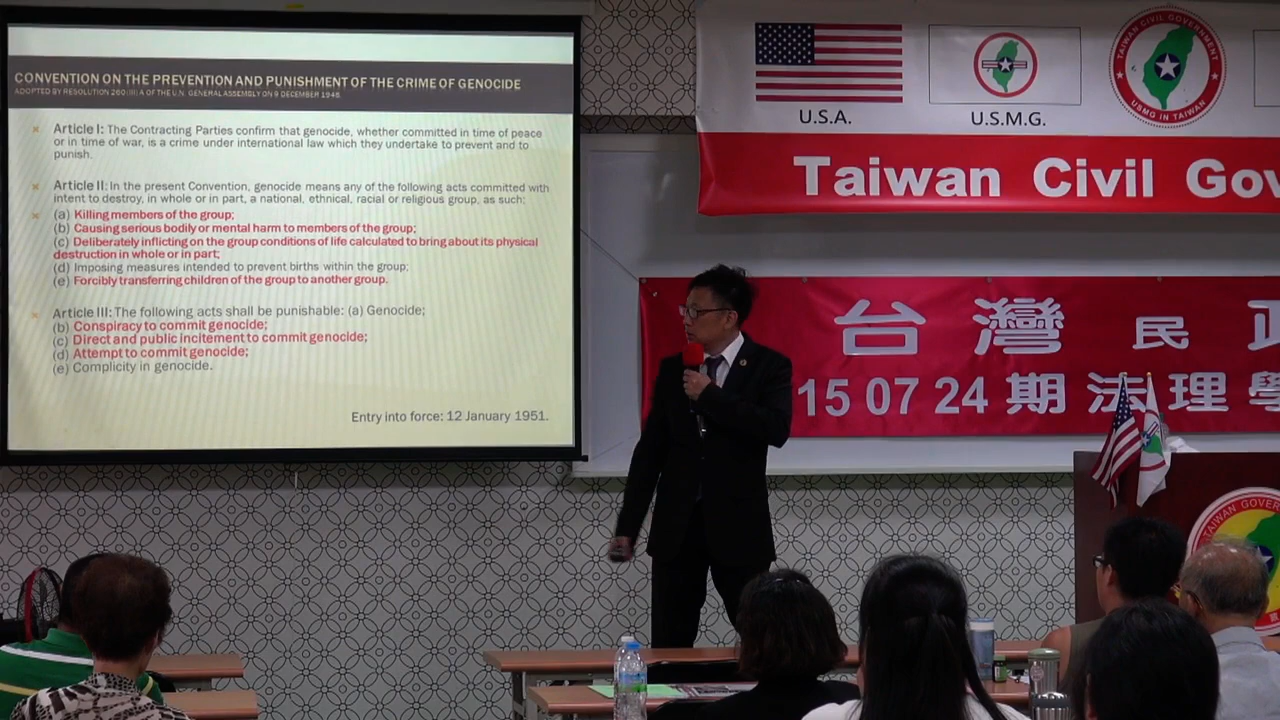 CONVENTION ON THE PREVENTION AND PUNISHMENT OF THE CRIME OF GENOCIDE
ADOPTED BY RESOLUTION 260 (III) A OF THE U.N. GENERAL ASSEMBLY ON 9 DECEMBER 1948
Article I: The Contracting Parties confirm that genocide, whether committed in time of peace
or in time of war, is a crime under international law which they undertake to prevent and to
punish.
Article II: In the present Convention, genocide means any of the following acts committed with
intent to destroy, in whole or in part, a national, ethnical, racial or religious group, as such:
(a) Killing members of the group;
(b) Causing serious bodily or mental harm to members of the group;
(c) Deliberately inflicting on the group conditions of life calculated to bring about its physical
destruction in whole or in part;
(d) Imposing measures intended to prevent births within the group;
(e) Forcibly transferring children of the group to another group.
Article III: The following acts shall be punishable: (a) Genocide;
(b) Conspiracy to commit genocide;
(c) Direct and public incitement to commit genocide;
(d) Attempt to commit genocide;
(e) Complicity in genocide.
Entry into force: 12 January 1951.
U.S.A.
U.S.M.G.
TAIWAN CIVIL GOVERNMENT
USMG IN TAIWAN
Taiwan Civil Gov
台灣民政
15 07 24 期法理學
TAIWAN GOVERN